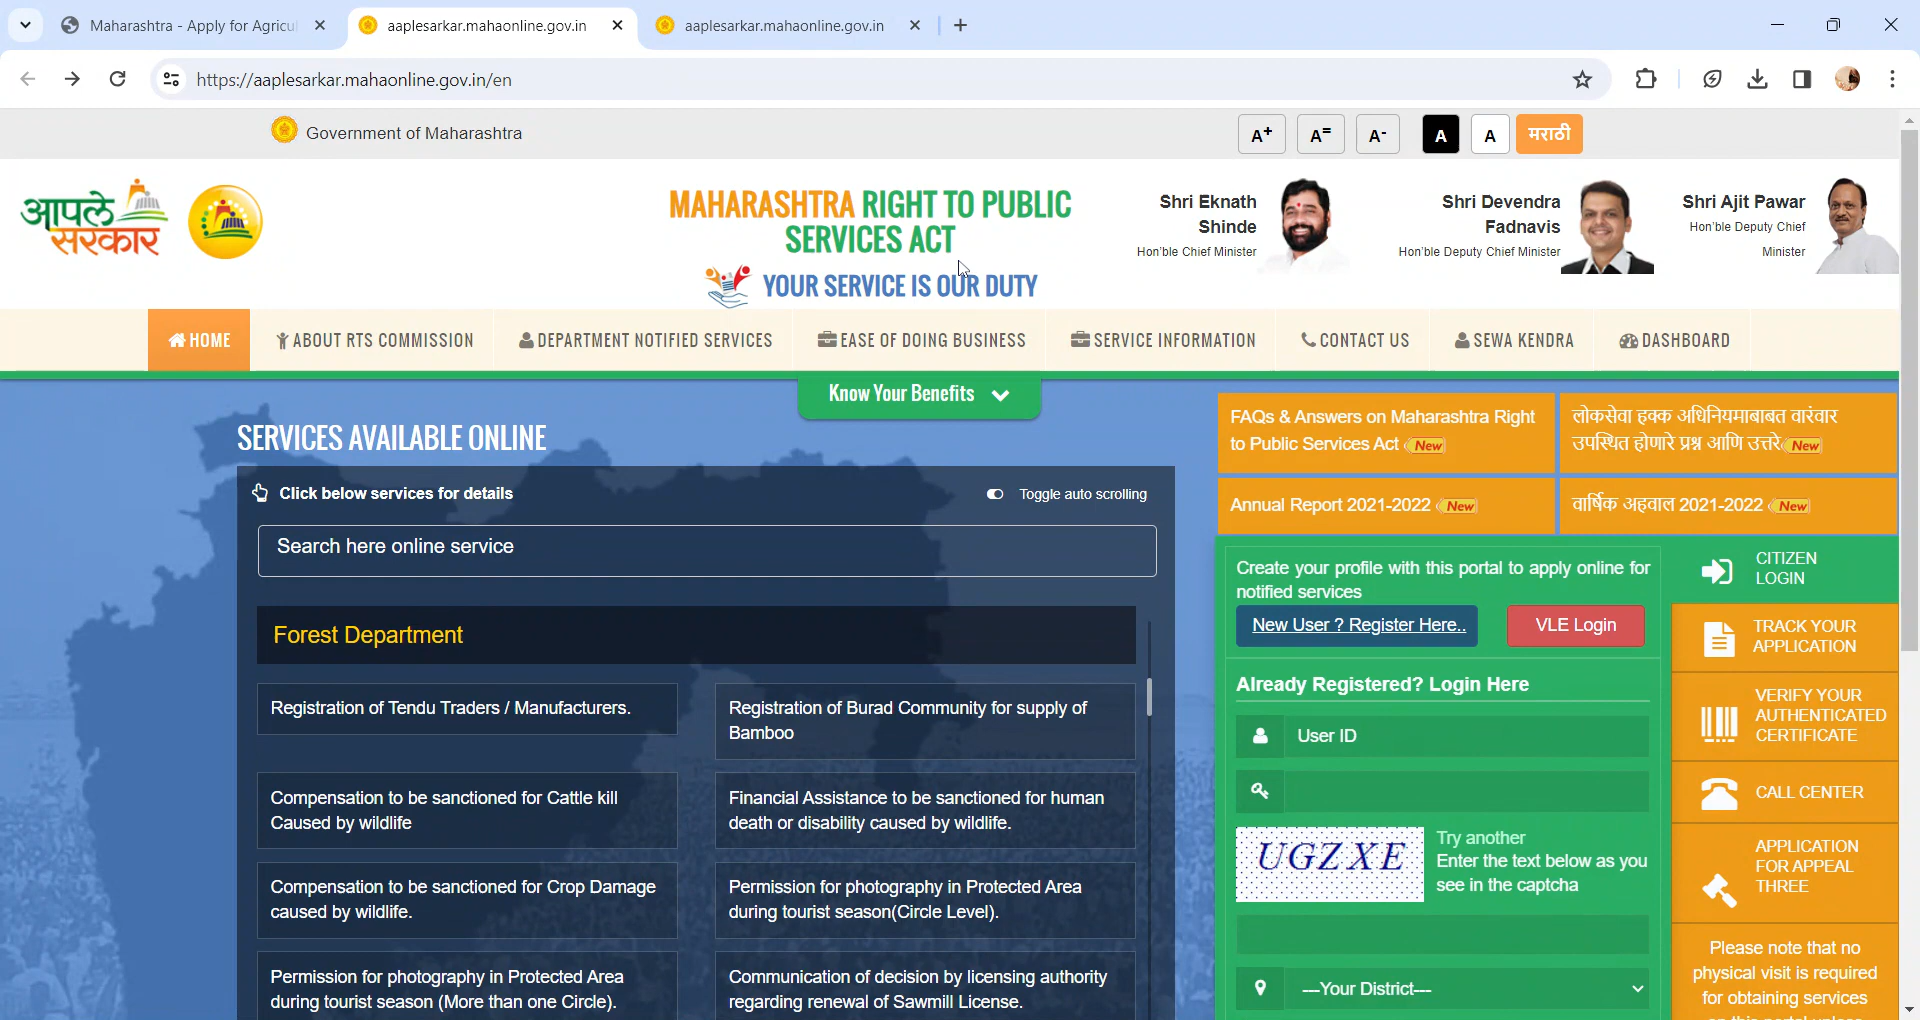 Maharashtra - Apply for Agricul
aaplesarkar.mahaonline.gov.in
aaplesarkar.mahaonline.gov.in
https://aaplesarkar.mahaonline.gov.in/en
Government of Maharashtra
A+
A=
A-
A
A
मराठी
आपले
सरकार
MAHARASHTRA RIGHT TO PUBLIC
SERVICES ACT
YOUR SERVICE IS OUR DUTY
Shri Eknath
Shinde
Hon'ble Chief Minister
Shri Devendra
Fadnavis
Hon'ble Deputy Chief Minister
Shri Ajit Pawar
Hon'ble Deputy Chief
Minister
HOME
ABOUT RTS COMMISSION
DEPARTMENT NOTIFIED SERVICES
EASE OF DOING BUSINESS
SERVICE INFORMATION
CONTACT US
SEWA KENDRA
DASHBOARD
Know Your Benefits
SERVICES AVAILABLE ONLINE
Click below services for details
Toggle auto scrolling
Search here online service
Forest Department
Registration of Tendu Traders / Manufacturers.
Registration of Burad Community for supply of
Bamboo
Compensation to be sanctioned for Cattle kill
Caused by wildlife
Financial Assistance to be sanctioned for human
death or disability caused by wildlife.
Compensation to be sanctioned for Crop Damage
caused by wildlife.
Permission for photography in Protected Area
during tourist season(Circle Level).
Permission for photography in Protected Area
during tourist season (More than one Circle).
Communication of decision by licensing authority
regarding renewal of Sawmill License.
FAQs & Answers on Maharashtra Right
to Public Services Act New
लोकसेवा हक्क अधिनियमाबाबत वारंवार
उपस्थित होणारे प्रश्न आणि उत्तरे. New
Annual Report 2021-2022 New
वार्षिक अहवाल 2021-2022 New
Create your profile with this portal to apply online for
notified services
New User ? Register Here..
VLE Login
Already Registered? Login Here
User ID
UGZXE
Try another
Enter the text below as you
see in the captcha
---Your District---
CITIZEN
LOGIN
TRACK YOUR
APPLICATION
VERIFY YOUR
AUTHENTICATED
CERTIFICATE
CALL CENTER
APPLICATION
FOR APPEAL
THREE
Please note that no
physical visit is required
for obtaining services